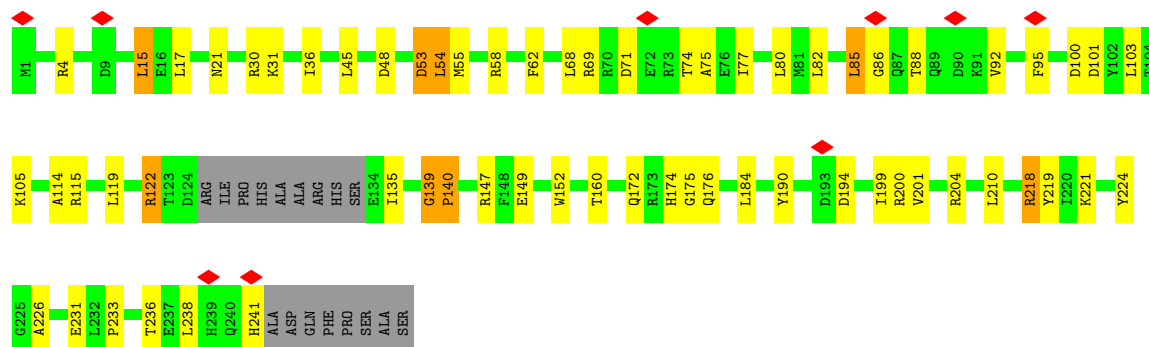 M1 R4 D9 L15 E16 L17 N21 R30 K31 I36 L45 D48 D53 L54 M55 R58 F62 L68 R69 R70 D71 E72 R73 T74 A75 E76 I77 L80 M81 L82 L85 G86 Q87 T88 Q89 D90 K91 V92 F95 D100 D101 Y102 L103 T104
K105 A114 R115 L119 R122 T123 D124 ARG ILE PRO HIS ALA ALA ARG HIS SER E134 I135 G139 P140 R147 F148 E149 W152 T160 Q172 R173 H174 G175 Q176 L184 Y190 D193 D194 I199 R200 V201 R204 L210 R218 Y219 I220 K221 Y224
G225 A226 E231 L232 P233 T236 E237 L238 H239 Q240 H241 ALA ASP GLN PHE PRO SER ALA SER